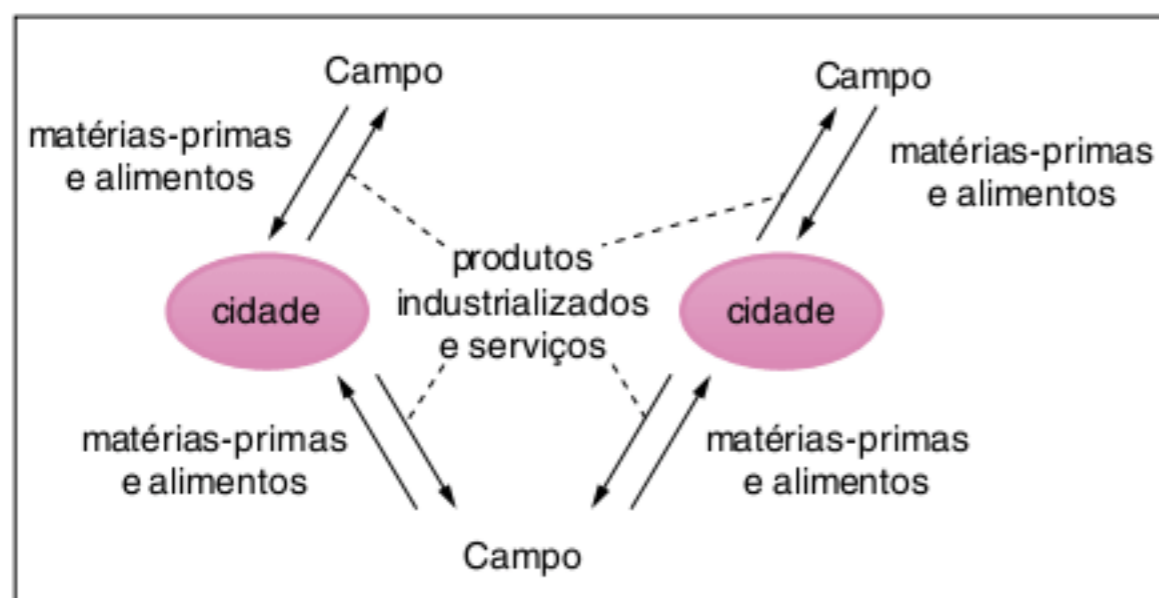 Campo
Campo
matérias-primas
e alimentos
matérias-primas
e alimentos
cidade
produtos
industrializados
e serviços
cidade
matérias-primas
e alimentos
matérias-primas
e alimentos
Campo